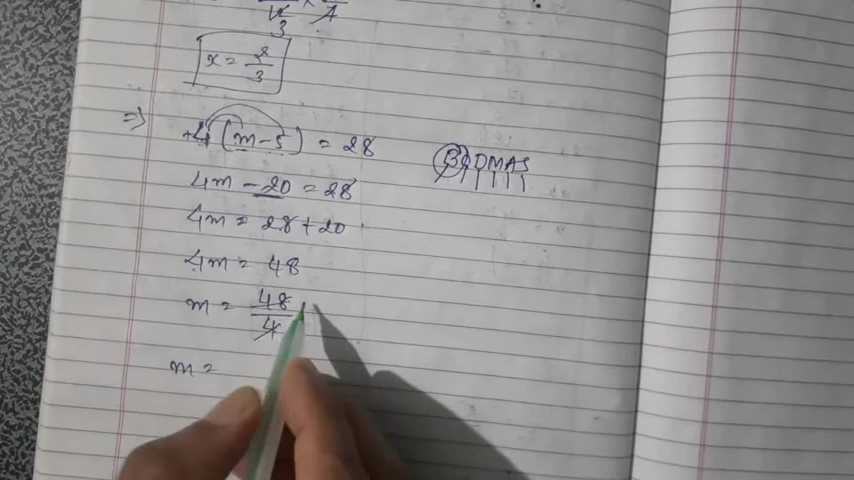 x = 2/3
⇒ +4(m-5) = 28
BODMAS
4m - 20 = 28
4m = 28 + 20
4m = 48
m = 48/4
m =